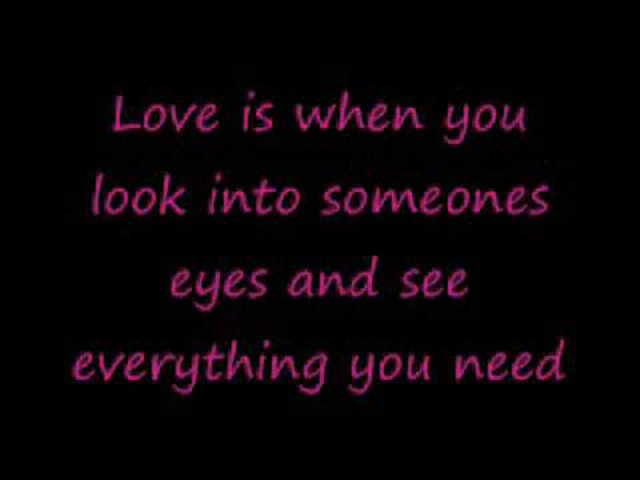 Love is when you
look into someones
eyes and see
everything you need